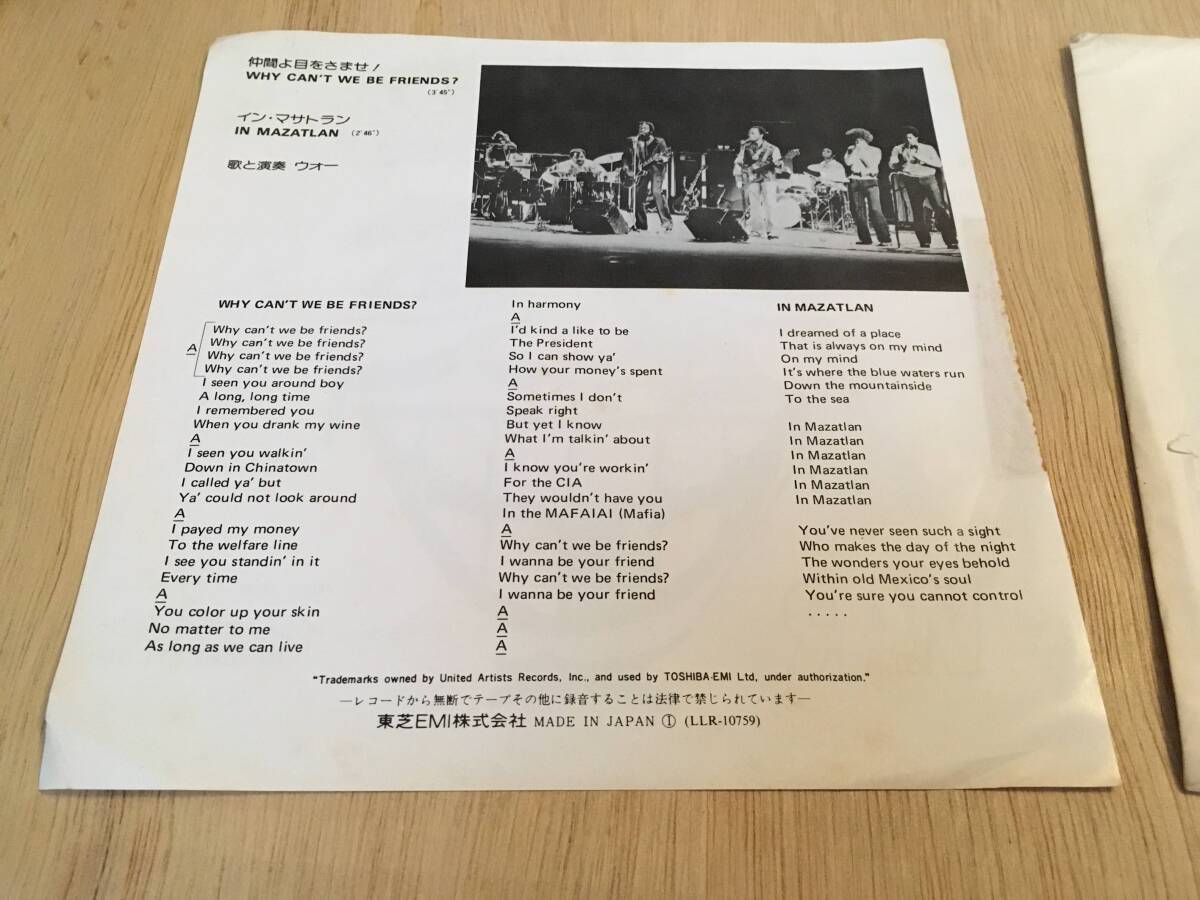 仲間よ目をさませ!
WHY CAN'T WE BE FRIENDS?
(3'45")
イン・マサトラン
IN MAZATLAN (2'46")
歌と演奏 ウォー
WHY CAN'T WE BE FRIENDS?
A
Why can't we be friends?
Why can't we be friends?
Why can't we be friends?
Why can't we be friends?
I seen you around boy
A long, long time
I remembered you
When you drank my wine
A
I seen you walkin'
Down in Chinatown
I called ya' but
Ya' could not look around
A
I payed my money
To the welfare line
I see you standin' in it
Every time
A
You color up your skin
No matter to me
As long as we can live
In harmony
A
I'd kind a like to be
The President
So I can show ya'
How your money's spent
A
Sometimes I don't
Speak right
But yet I know
What I'm talkin' about
A
I know you're workin'
For the CIA
They wouldn't have you
In the MAFAIAI (Mafia)
A
Why can't we be friends?
I wanna be your friend
Why can't we be friends?
I wanna be your friend
A
A
A
IN MAZATLAN
I dreamed of a place
That is always on my mind
On my mind
It's where the blue waters run
Down the mountainside
To the sea
In Mazatlan
In Mazatlan
In Mazatlan
In Mazatlan
In Mazatlan
In Mazatlan
You've never seen such a sight
Who makes the day of the night
The wonders your eyes behold
Within old Mexico's soul
You're sure you cannot control
.....
"Trademarks owned by United Artists Records, Inc., and used by TOSHIBA-EMI Ltd, under authorization."
—レコードから無断でテープその他に録音することは法律で禁じられています—
東芝EMI株式会社 MADE IN JAPAN Ⓘ (LLR-10759)